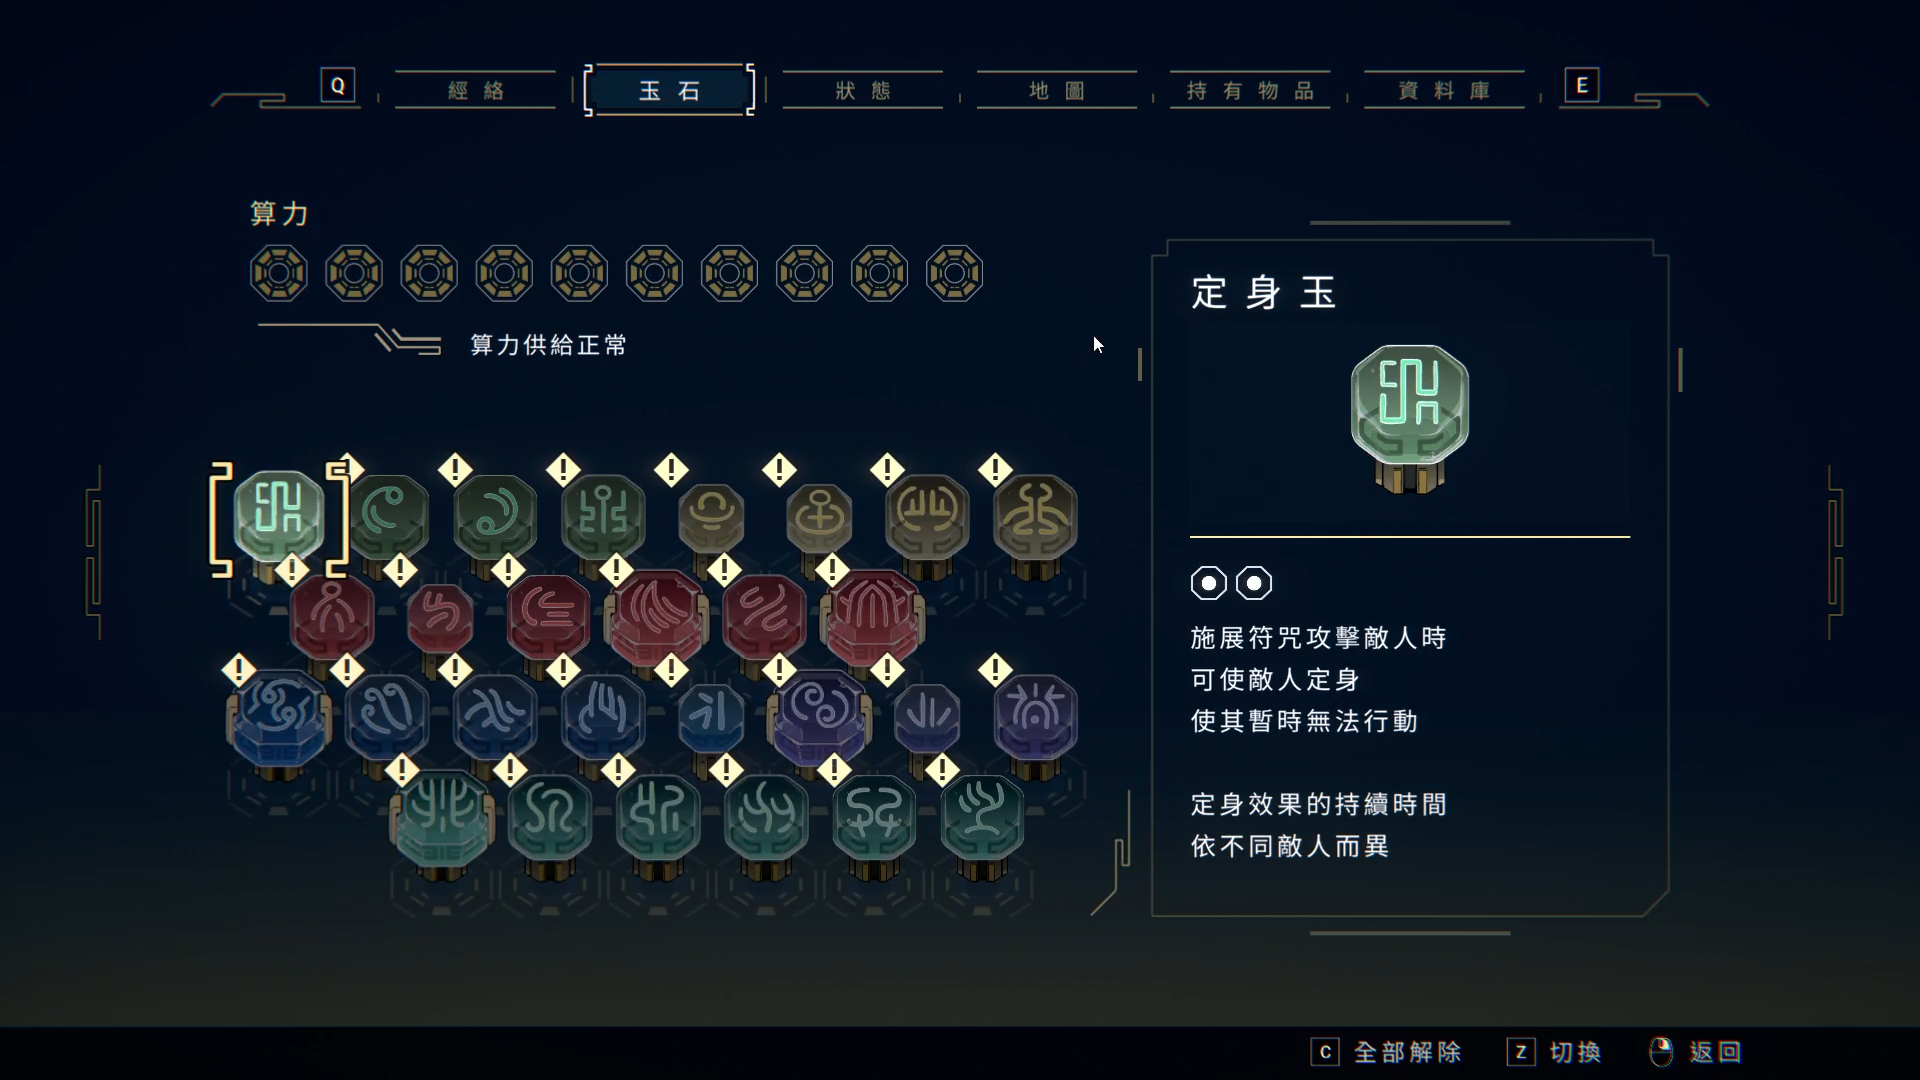 Q 經絡 玉石 狀態 地圖 持有物品 資料庫 E
算力
算力供給正常
定身玉
施展符咒攻擊敵人時
可使敵人定身
使其暫時無法行動
定身效果的持續時間
依不同敵人而異
C 全部解除 Z 切換 返回